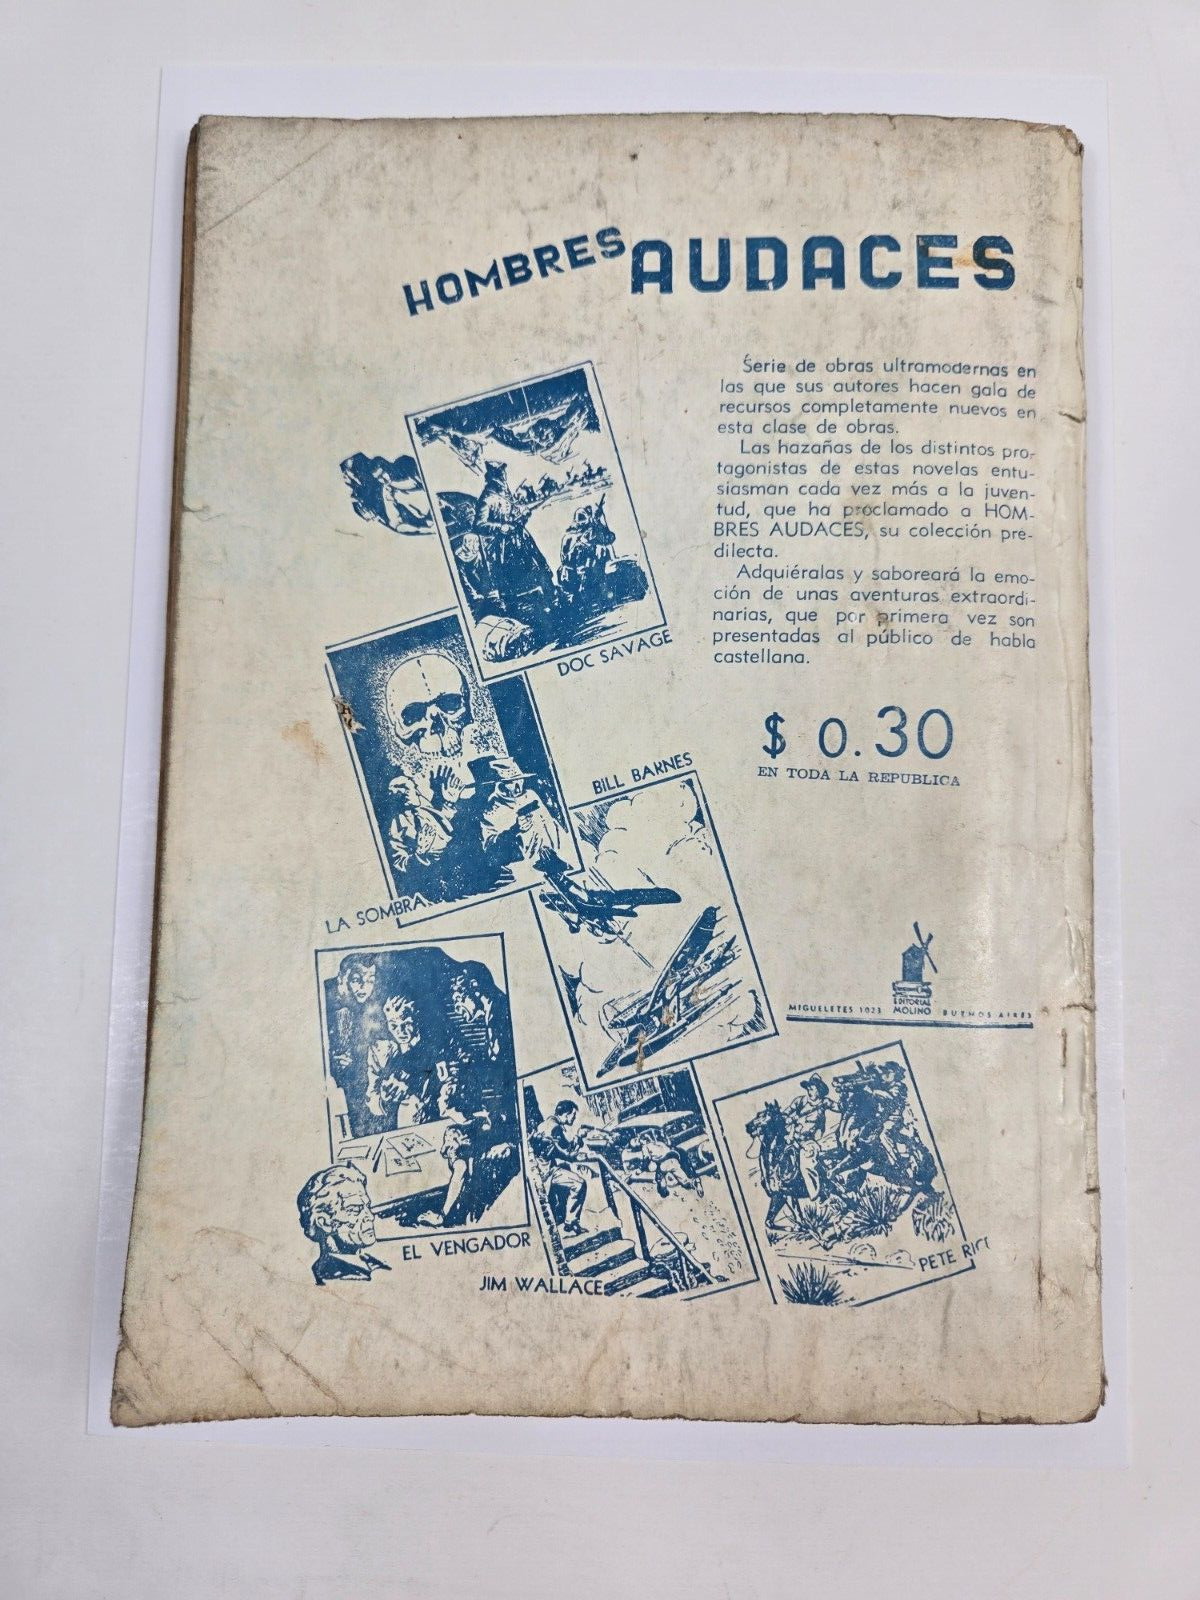 HOMBRES AUDACES
Serie de obras ultramodernas en
las que sus autores hacen gala de
recursos completamente nuevos en
esta clase de obras.
Las hazañas de los distintos pro-
tagonistas de estas novelas entu-
siasman cada vez más a la juven-
tud, que ha proclamado a HOM-
BRES AUDACES, su colección pre-
dilecta.
Adquiéralas y saboreará la emo-
ción de unas aventuras extraordi-
narias, que por primera vez son
presentadas al público de habla
castellana.
DOC SAVAGE
$ 0.30
EN TODA LA REPUBLICA
BILL BARNES
LA SOMBRA
EDITORIAL
MIGUELETES 1023 MOLINO BUENOS AIRES
EL VENGADOR
PETE RICE
JIM WALLACE